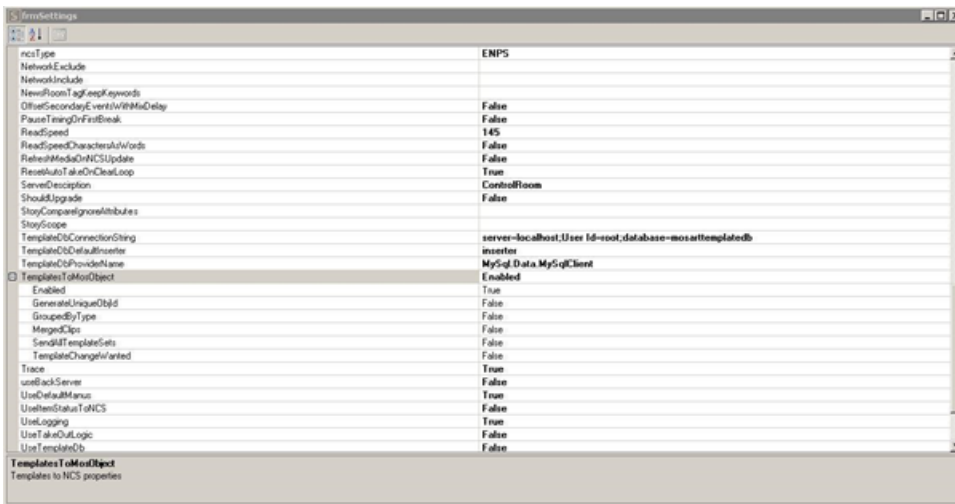 frmSettings
ncsType ENPS
NetworkExclude
NetworkInclude
NewsRoomTagKeepKeywords
OffsetSecondaryEventsWithMixDelay False
PauseTimingOnFirstBreak False
ReadSpeed 145
ReadSpeedCharactersAsWords False
RefreshMediaOnNCSUpdate False
ResetAutoTakeOnClearLoop True
ServerDescirption ControlRoom
ShouldUpgrade False
StoryCompareIgnoreAttributes
StoryScope
TemplateDbConnectionString server=localhost;User Id=root;database=mosarttemplatedb
TemplateDbDefaultInserter inserter
TemplateDbProviderName MySql.Data.MySqlClient
TemplatesToMosObject Enabled
Enabled True
GenerateUniqueObjId False
GroupedByType False
MergedClips False
SendAllTemplateSets False
TemplateChangeWanted False
Trace True
useBackServer False
UseDefaultManus True
UseItemStatusToNCS False
UseLogging True
UseTakeOutLogic False
UseTemplateDb False
TemplatesToMosObject
Templates to NCS properties